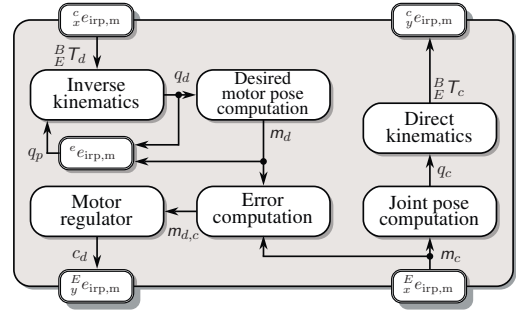 ᶜₓe_irp,m
ᶜᵧe_irp,m
ᴮ_E T_d
Inverse
kinematics
q_d
Desired
motor pose
computation
ᴮ_E T_c
Direct
kinematics
q_p
ᵉe_irp,m
m_d
q_c
Motor
regulator
m_d,c
Error
computation
Joint pose
computation
c_d
m_c
ᴱᵧe_irp,m
ᴱₓe_irp,m